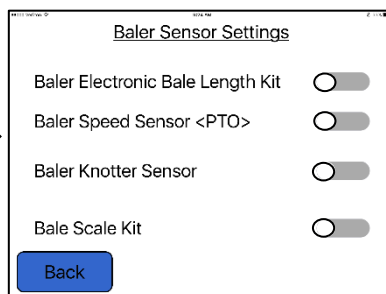 Baler Sensor Settings
Baler Electronic Bale Length Kit
Baler Speed Sensor <PTO>
Baler Knotter Sensor
Bale Scale Kit
Back